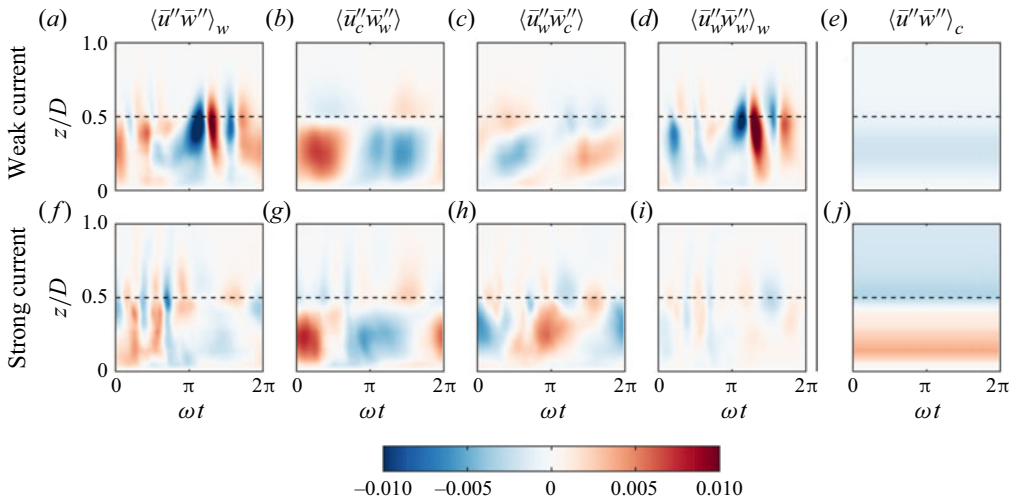 (a) ⟨ū″w̄″⟩_w (b) ⟨ū″_c w̄″_w⟩ (c) ⟨ū″_w w̄″_c⟩ (d) ⟨ū″_w w̄″_w⟩_w (e) ⟨ū″w̄″⟩_c
Weak current
z/D
1.0
0.5
0
(f) (g) (h) (i) (j)
Strong current
z/D
1.0
0.5
0
0 π 2π 0 π 2π 0 π 2π 0 π 2π 0 π 2π
ωt ωt ωt ωt ωt
–0.010 –0.005 0 0.005 0.010